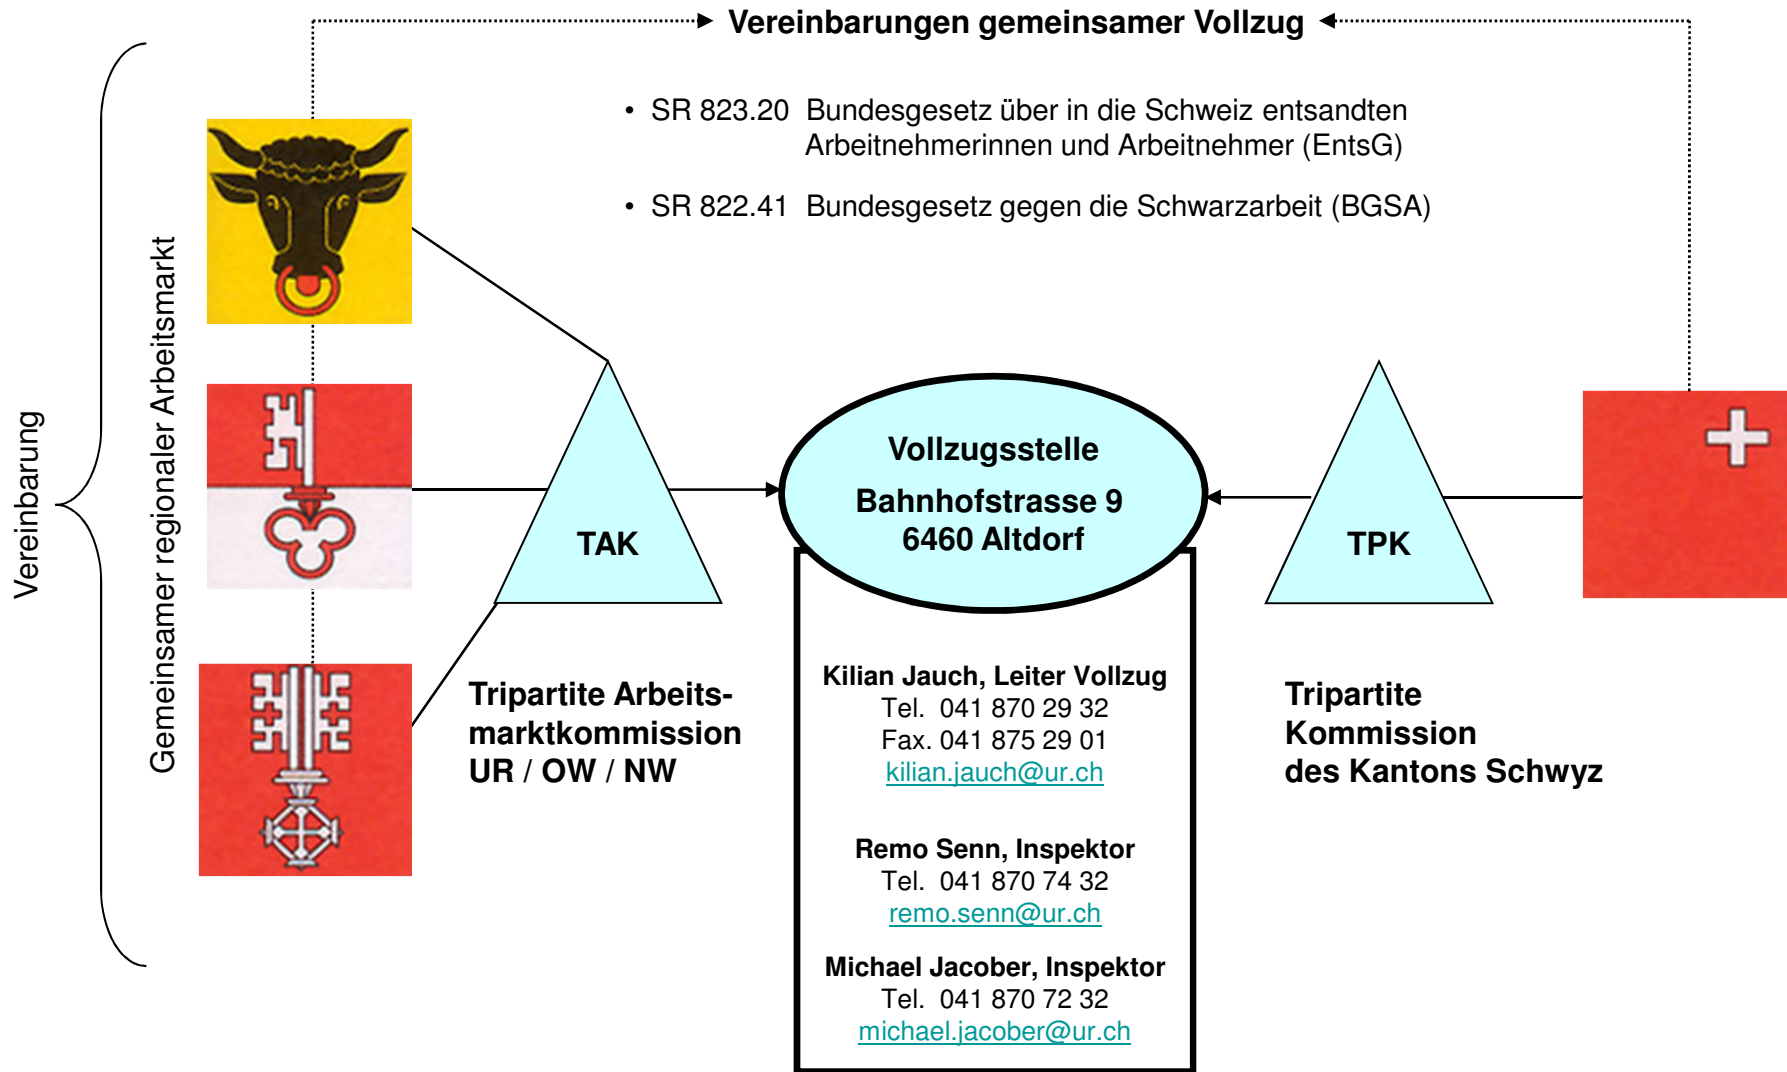 Vereinbarungen gemeinsamer Vollzug
• SR 823.20 Bundesgesetz über in die Schweiz entsandten
Arbeitnehmerinnen und Arbeitnehmer (EntsG)
• SR 822.41 Bundesgesetz gegen die Schwarzarbeit (BGSA)
Vereinbarung
Gemeinsamer regionaler Arbeitsmarkt
TAK
Vollzugsstelle
Bahnhofstrasse 9
6460 Altdorf
TPK
Tripartite Arbeits-
marktkommission
UR / OW / NW
Kilian Jauch, Leiter Vollzug
Tel. 041 870 29 32
Fax. 041 875 29 01
kilian.jauch@ur.ch
Remo Senn, Inspektor
Tel. 041 870 74 32
remo.senn@ur.ch
Michael Jacober, Inspektor
Tel. 041 870 72 32
michael.jacober@ur.ch
Tripartite
Kommission
des Kantons Schwyz